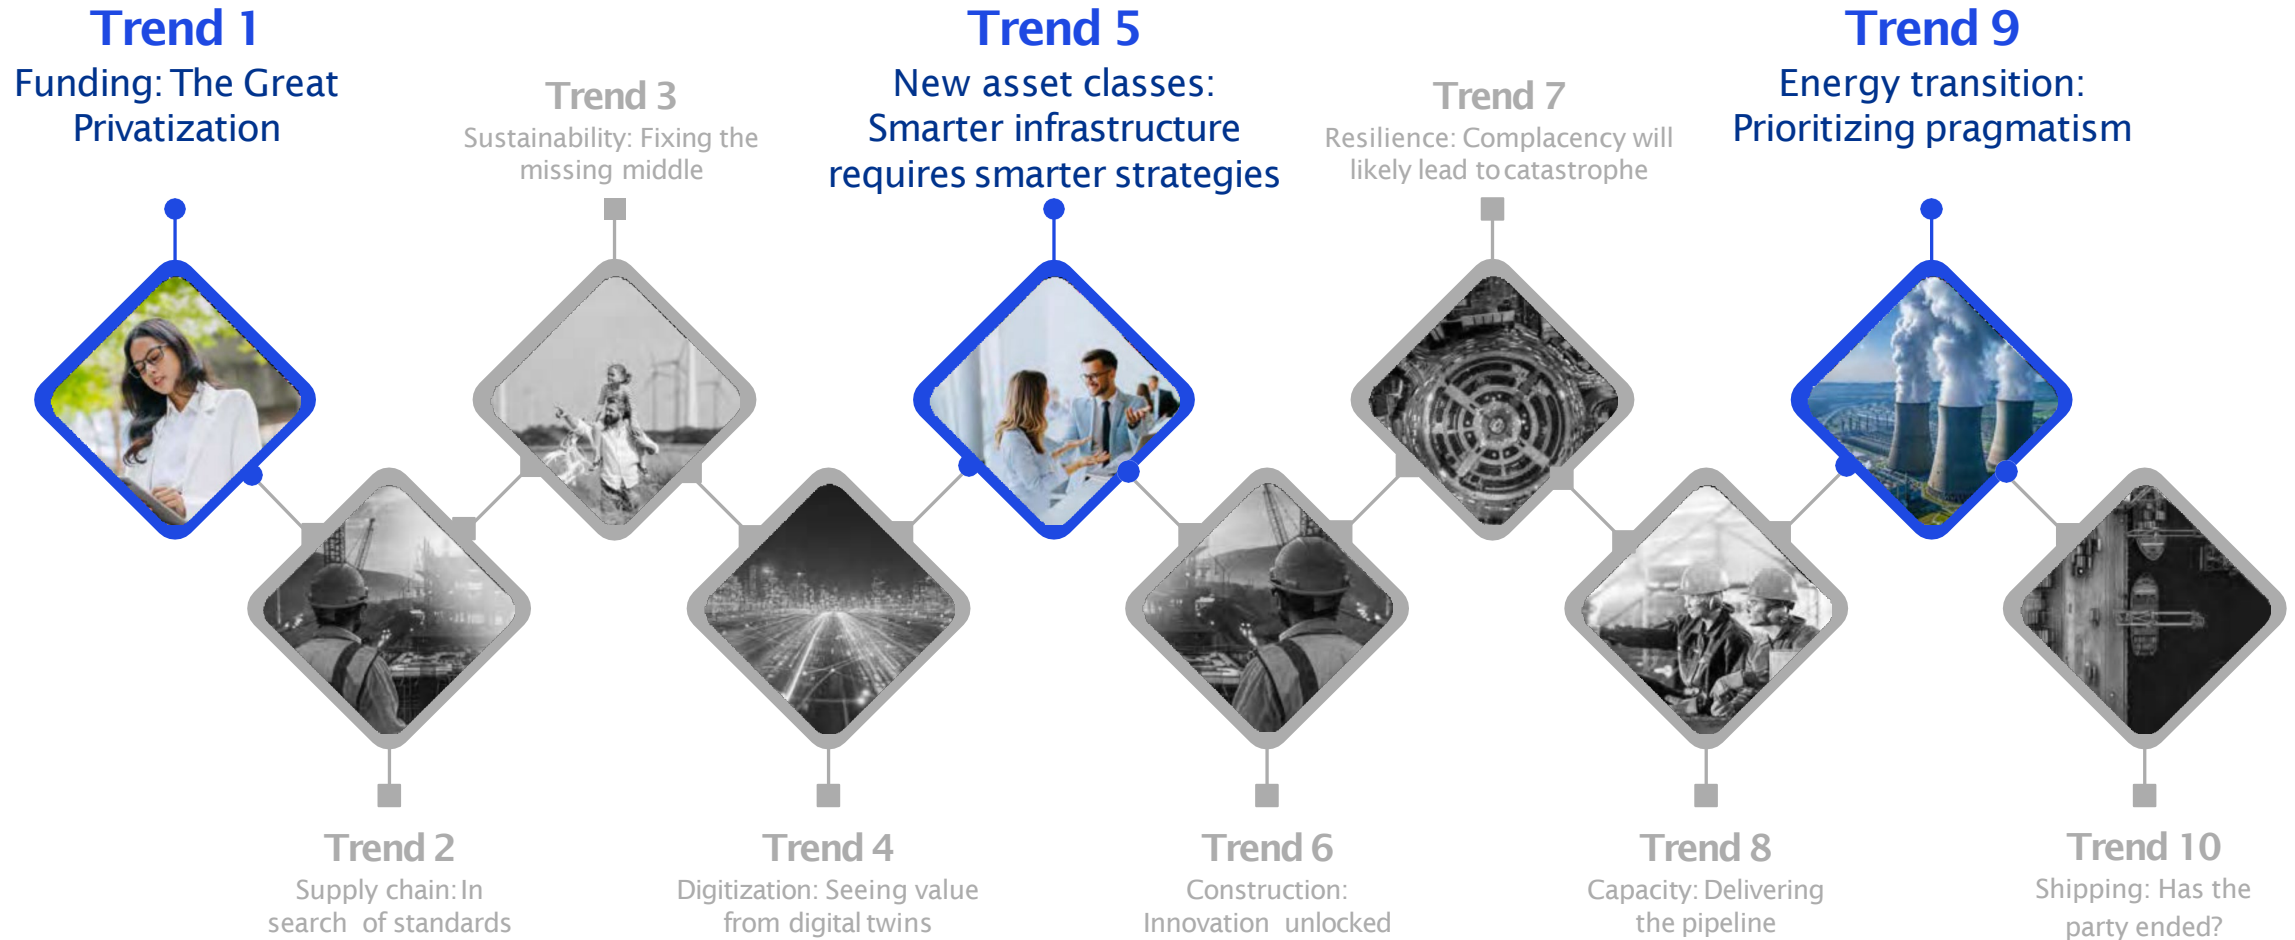 Trend 1
Funding: The Great
Privatization
Trend 3
Sustainability: Fixing the
missing middle
Trend 5
New asset classes:
Smarter infrastructure
requires smarter strategies
Trend 7
Resilience: Complacency will
likely lead to catastrophe
Trend 9
Energy transition:
Prioritizing pragmatism
Trend 2
Supply chain: In
search of standards
Trend 4
Digitization: Seeing value
from digital twins
Trend 6
Construction:
Innovation unlocked
Trend 8
Capacity: Delivering
the pipeline
Trend 10
Shipping: Has the
party ended?